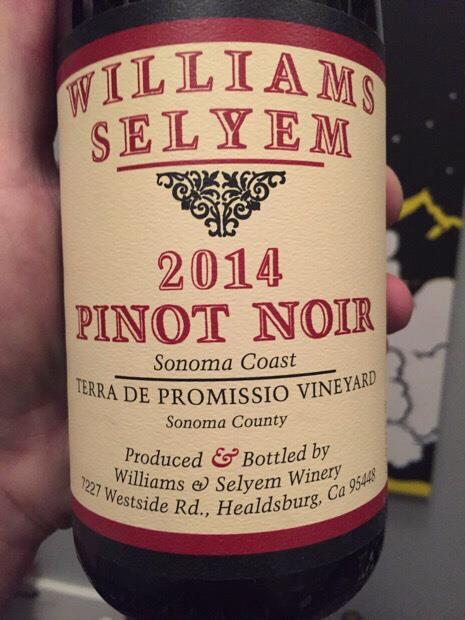 WILLIAMS
SELYEM
2014
PINOT NOIR
Sonoma Coast
TERRA DE PROMISSIO VINEYARD
Sonoma County
Produced & Bottled by
Williams & Selyem Winery
7227 Westside Rd., Healdsburg, Ca 95448